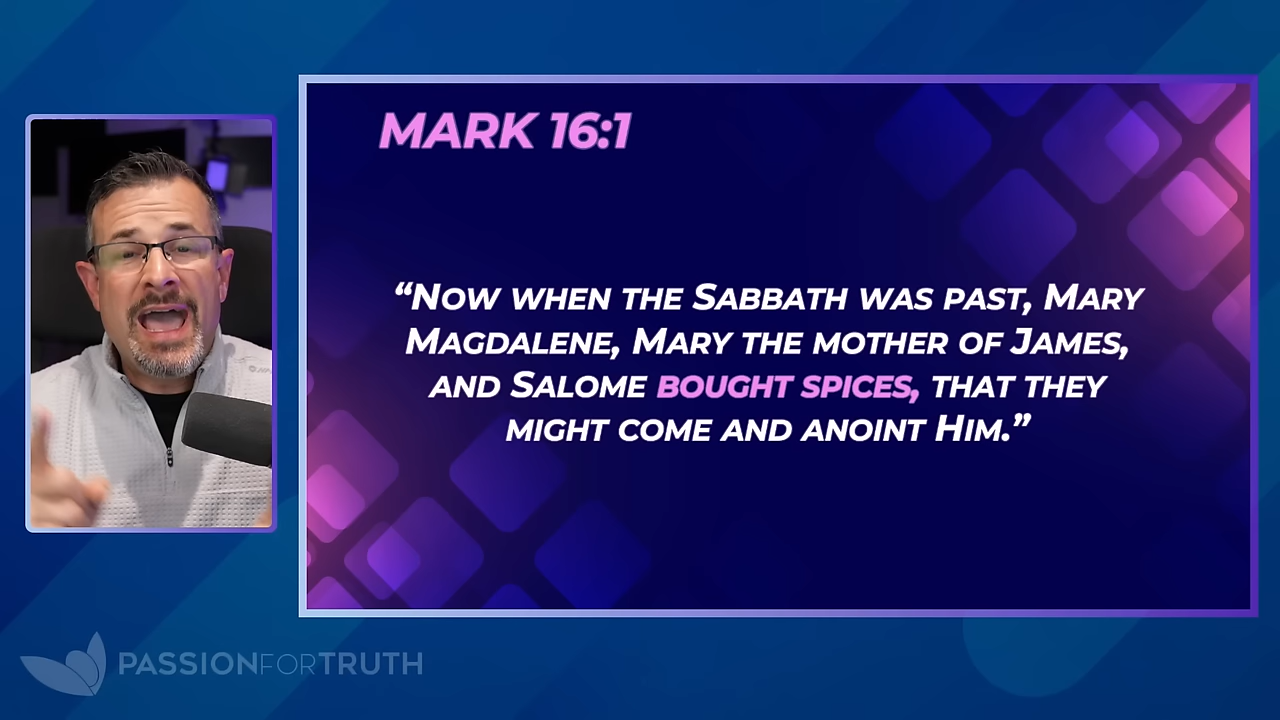 MARK 16:1
“NOW WHEN THE SABBATH WAS PAST, MARY
MAGDALENE, MARY THE MOTHER OF JAMES,
AND SALOME BOUGHT SPICES, THAT THEY
MIGHT COME AND ANOINT HIM.”
PASSIONFORTRUTH